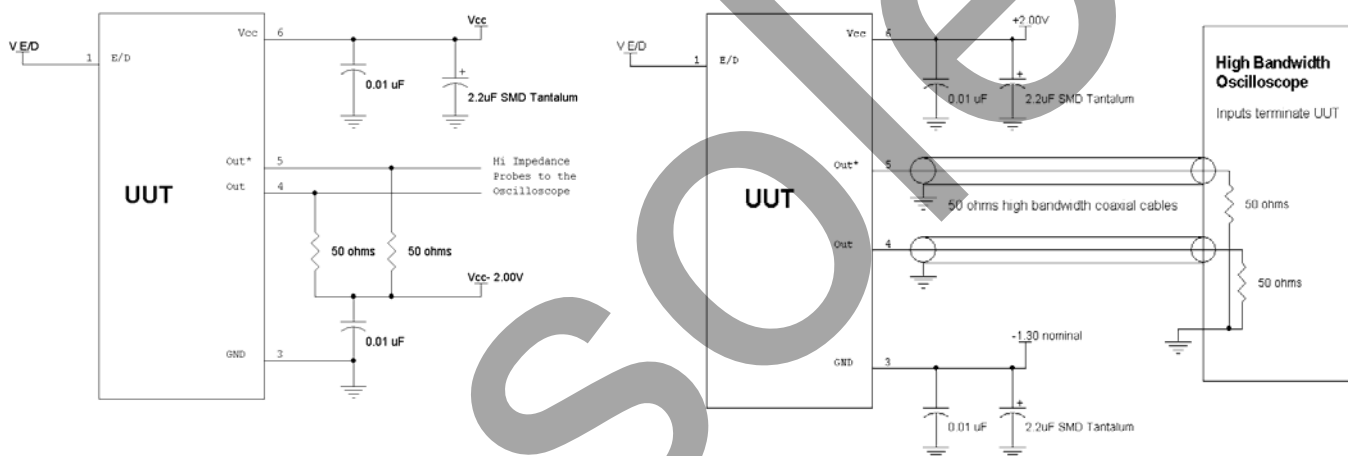 Vcc
V E/D
Vcc 6
1 E/D
0.01 uF
2.2uF SMD Tantalum
Out* 5
Out 4
Hi Impedance
Probes to the
Oscilloscope
UUT
50 ohms
50 ohms
Vcc- 2.00V
0.01 uF
GND 3
+2.00V
V E/D
Vcc 6
1 E/D
0.01 uF
2.2uF SMD Tantalum
High Bandwidth
Oscilloscope
Inputs terminate UUT
Out* 5
50 ohms high bandwidth coaxial cables
50 ohms
UUT
Out 4
50 ohms
-1.30 nominal
GND 3
0.01 uF
2.2uF SMD Tantalum